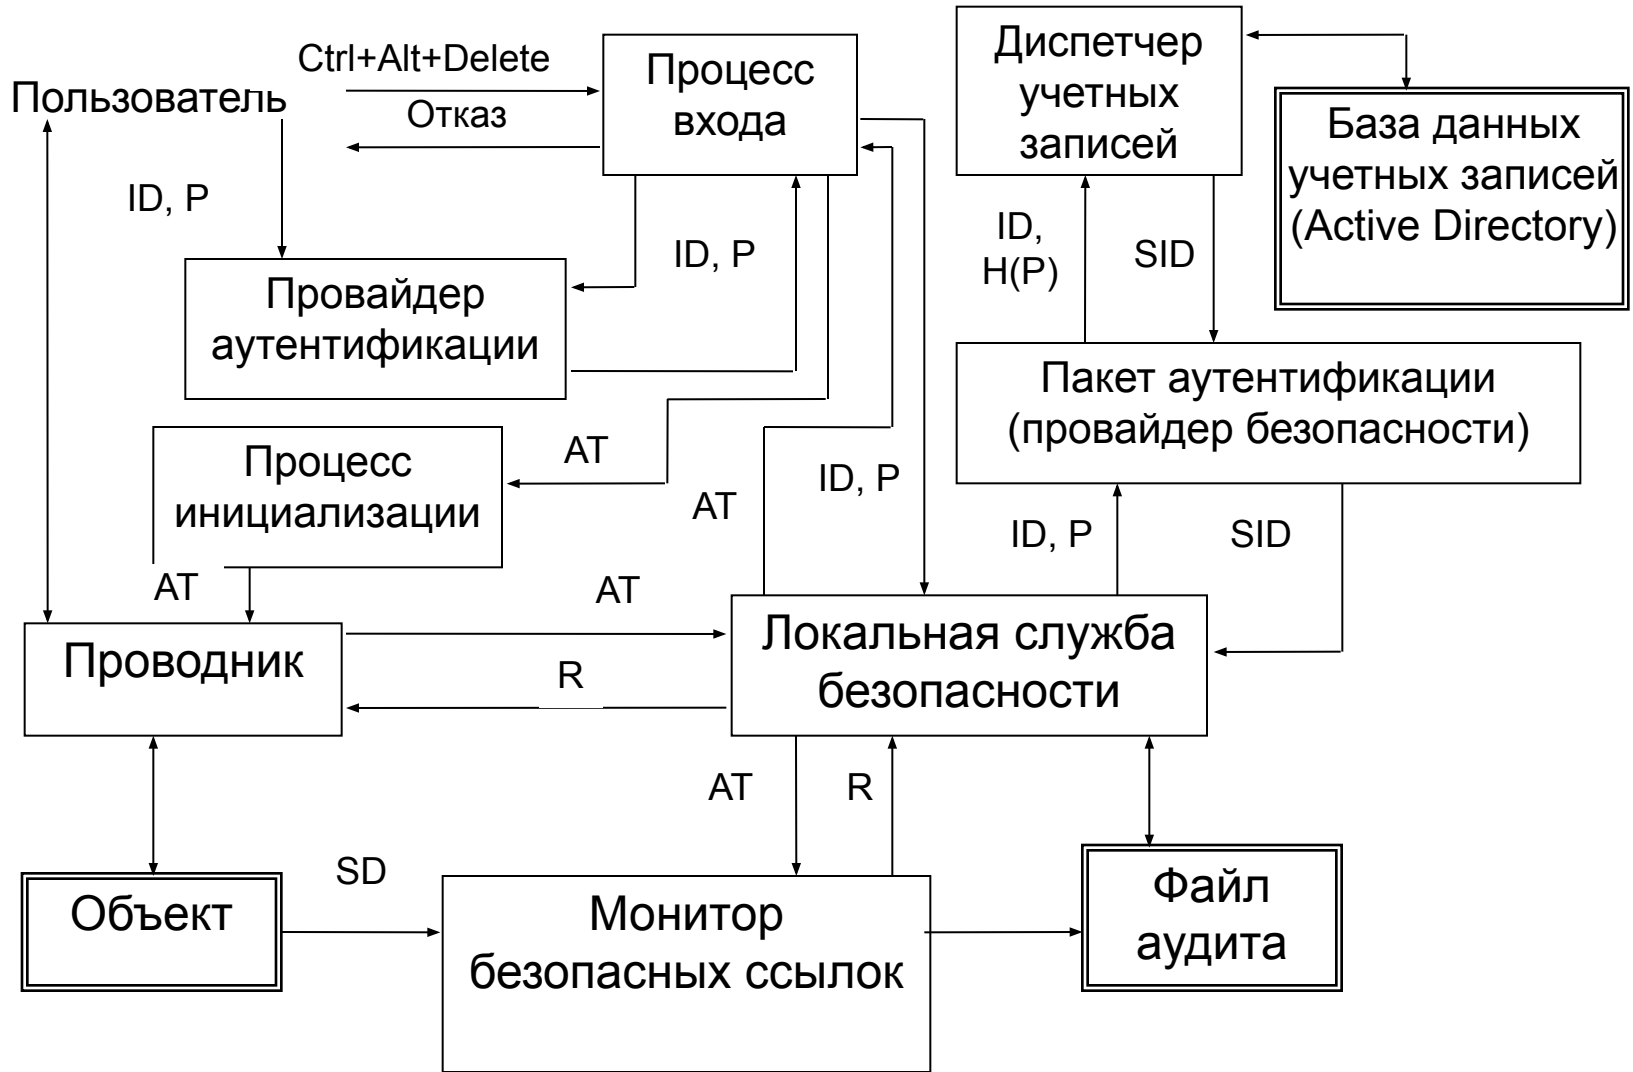 Ctrl+Alt+Delete
Пользователь
Отказ
Процесс
входа
Диспетчер
учетных
записей
База данных
учетных записей
(Active Directory)
ID, P
ID, P
ID,
H(P)
SID
Провайдер
аутентификации
Пакет аутентификации
(провайдер безопасности)
Процесс
инициализации
AT
AT
ID, P
ID, P
SID
AT
AT
Проводник
R
Локальная служба
безопасности
AT
R
SD
Объект
Монитор
безопасных ссылок
Файл
аудита